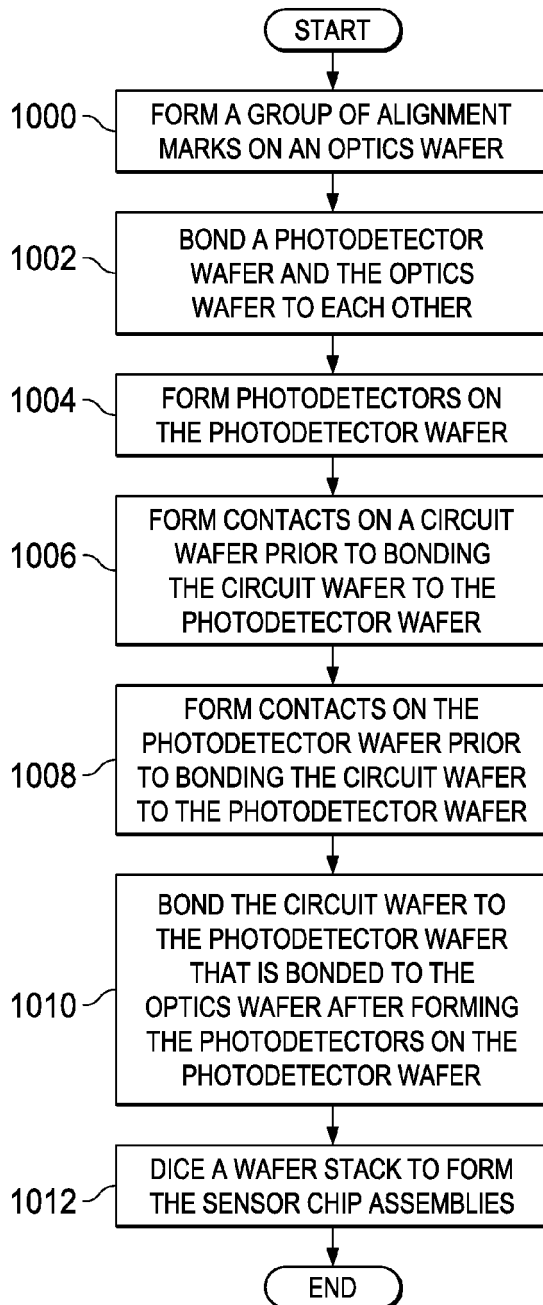 START
1000
FORM A GROUP OF ALIGNMENT
MARKS ON AN OPTICS WAFER
1002
BOND A PHOTODETECTOR
WAFER AND THE OPTICS
WAFER TO EACH OTHER
1004
FORM PHOTODETECTORS ON
THE PHOTODETECTOR WAFER
1006
FORM CONTACTS ON A CIRCUIT
WAFER PRIOR TO BONDING
THE CIRCUIT WAFER TO THE
PHOTODETECTOR WAFER
1008
FORM CONTACTS ON THE
PHOTODETECTOR WAFER PRIOR
TO BONDING THE CIRCUIT WAFER
TO THE PHOTODETECTOR WAFER
1010
BOND THE CIRCUIT WAFER TO
THE PHOTODETECTOR WAFER
THAT IS BONDED TO THE
OPTICS WAFER AFTER FORMING
THE PHOTODETECTORS ON THE
PHOTODETECTOR WAFER
1012
DICE A WAFER STACK TO FORM
THE SENSOR CHIP ASSEMBLIES
END